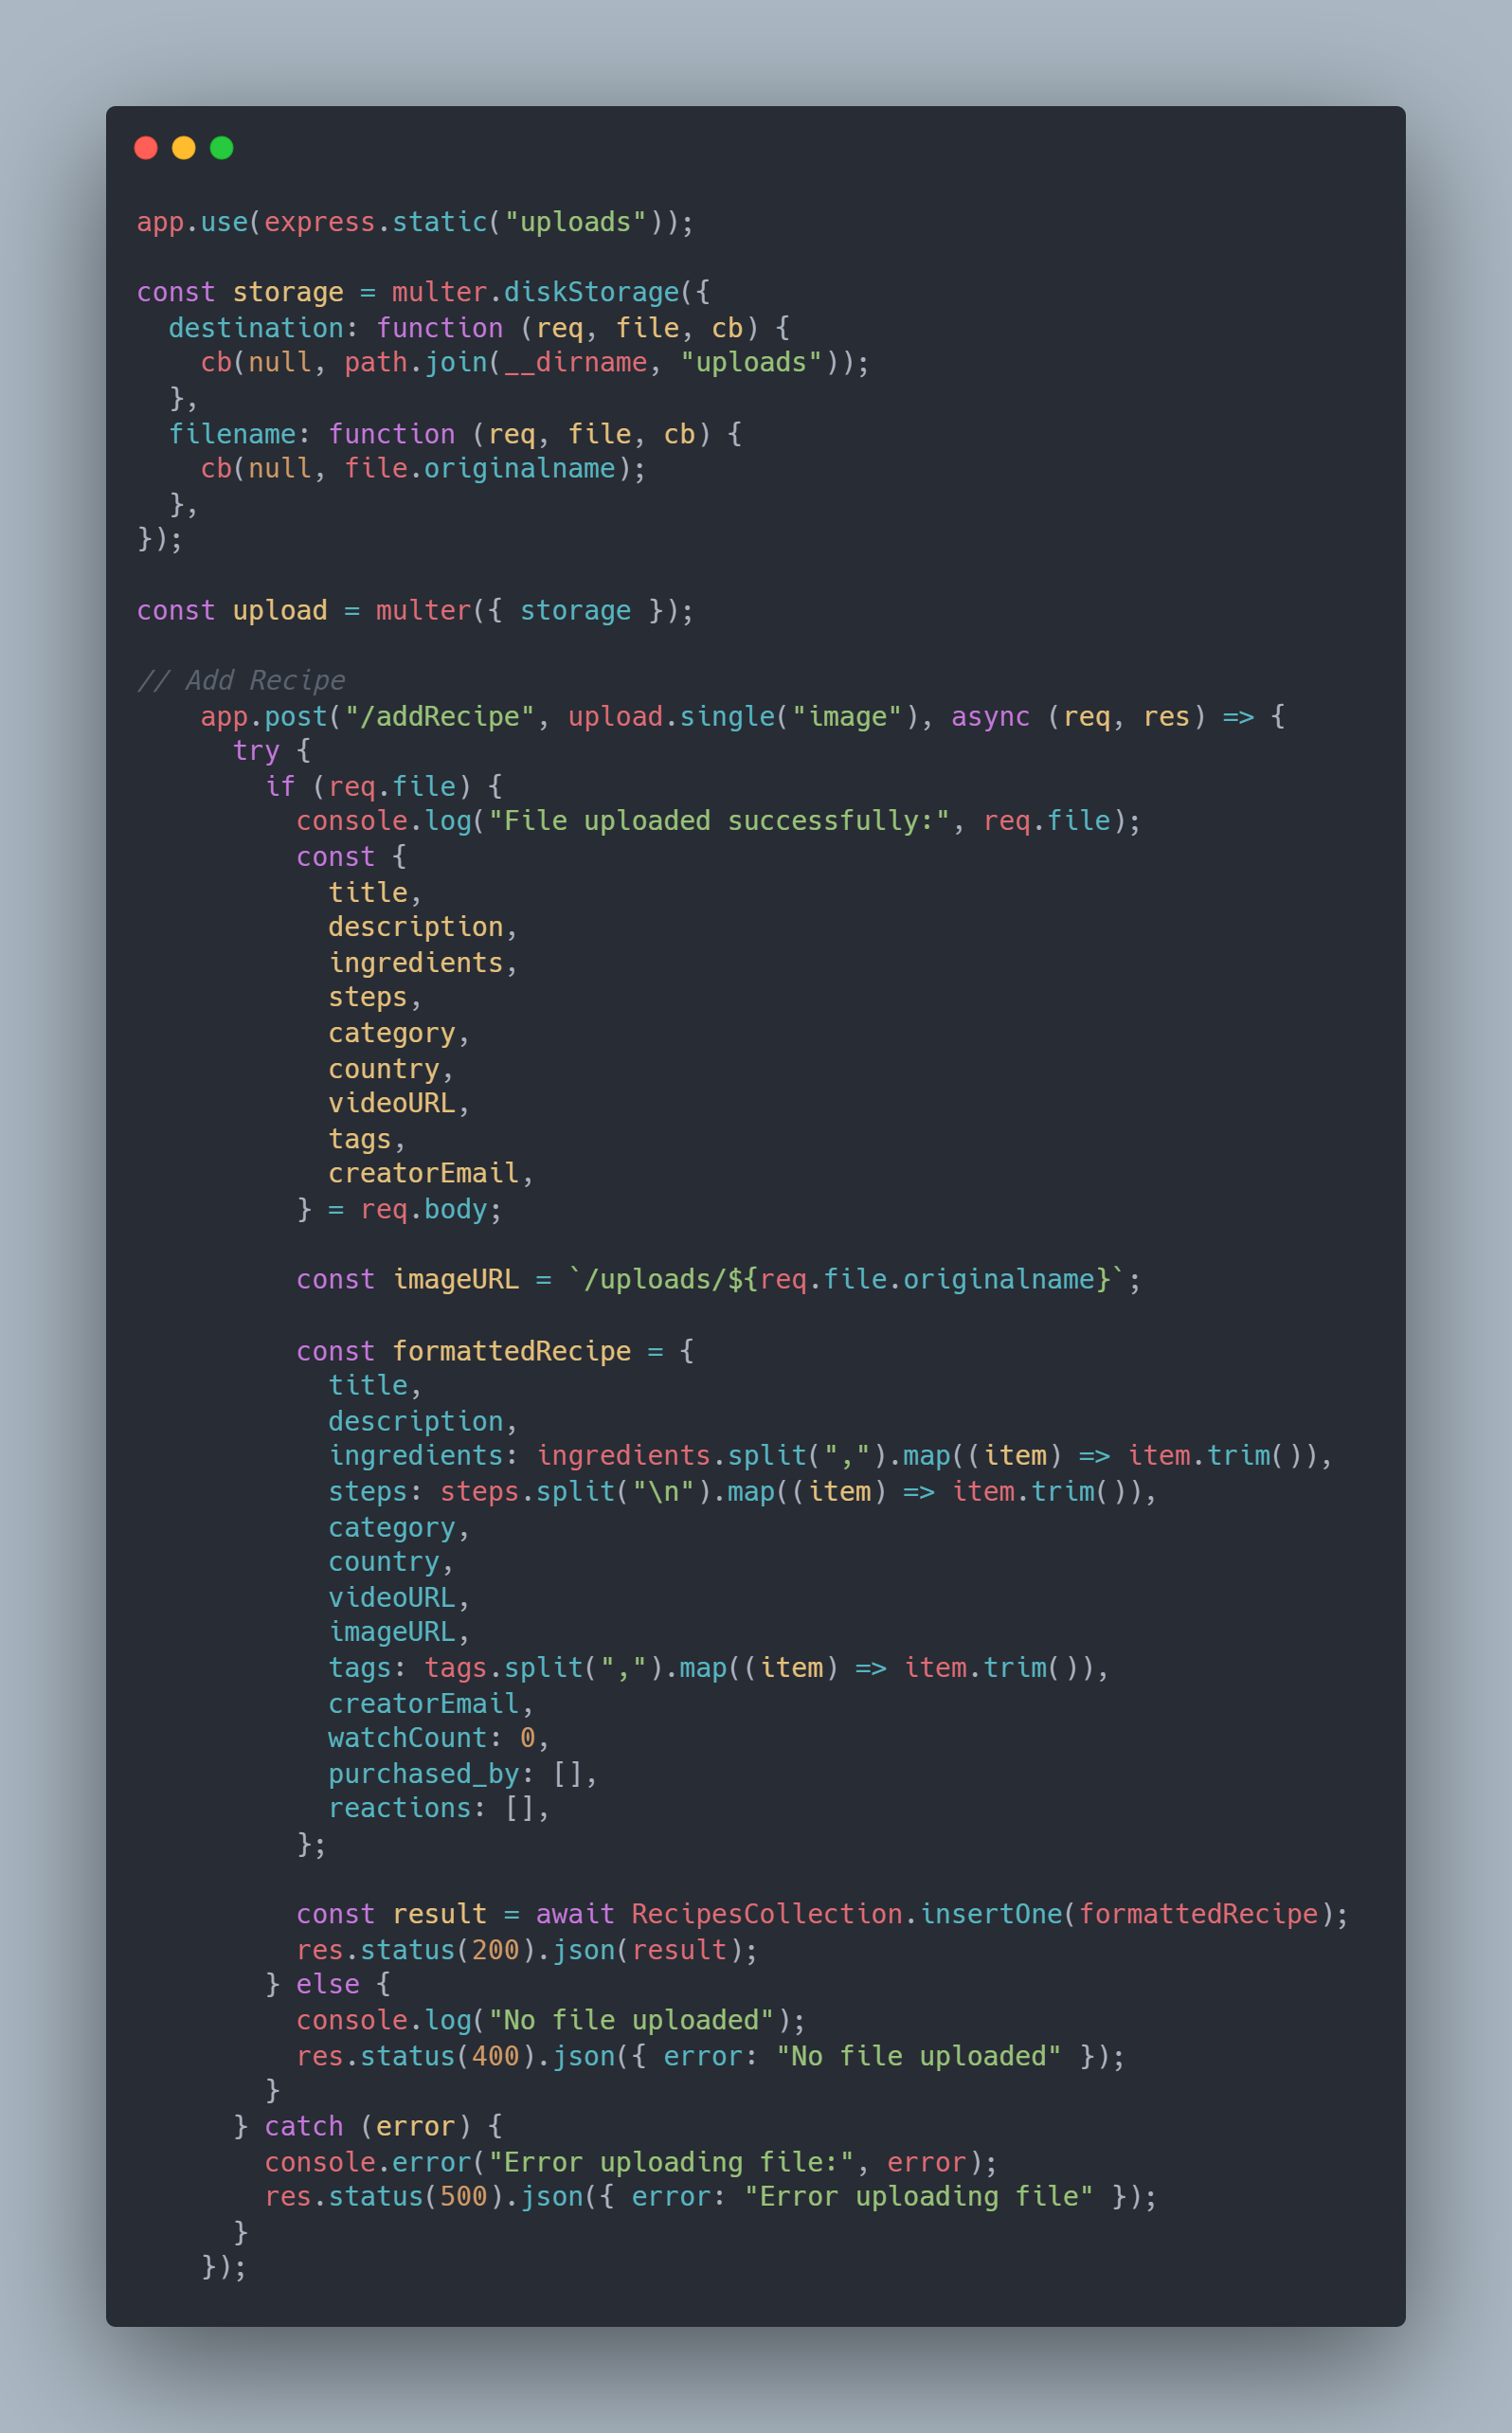 app.use(express.static("uploads"));

const storage = multer.diskStorage({
  destination: function (req, file, cb) {
    cb(null, path.join(__dirname, "uploads"));
  },
  filename: function (req, file, cb) {
    cb(null, file.originalname);
  },
});

const upload = multer({ storage });

// Add Recipe
    app.post("/addRecipe", upload.single("image"), async (req, res) => {
      try {
        if (req.file) {
          console.log("File uploaded successfully:", req.file);
          const {
            title,
            description,
            ingredients,
            steps,
            category,
            country,
            videoURL,
            tags,
            creatorEmail,
          } = req.body;

          const imageURL = `/uploads/${req.file.originalname}`;

          const formattedRecipe = {
            title,
            description,
            ingredients: ingredients.split(",").map((item) => item.trim()),
            steps: steps.split("\n").map((item) => item.trim()),
            category,
            country,
            videoURL,
            imageURL,
            tags: tags.split(",").map((item) => item.trim()),
            creatorEmail,
            watchCount: 0,
            purchased_by: [],
            reactions: [],
          };

          const result = await RecipesCollection.insertOne(formattedRecipe);
          res.status(200).json(result);
        } else {
          console.log("No file uploaded");
          res.status(400).json({ error: "No file uploaded" });
        }
      } catch (error) {
        console.error("Error uploading file:", error);
        res.status(500).json({ error: "Error uploading file" });
      }
    });